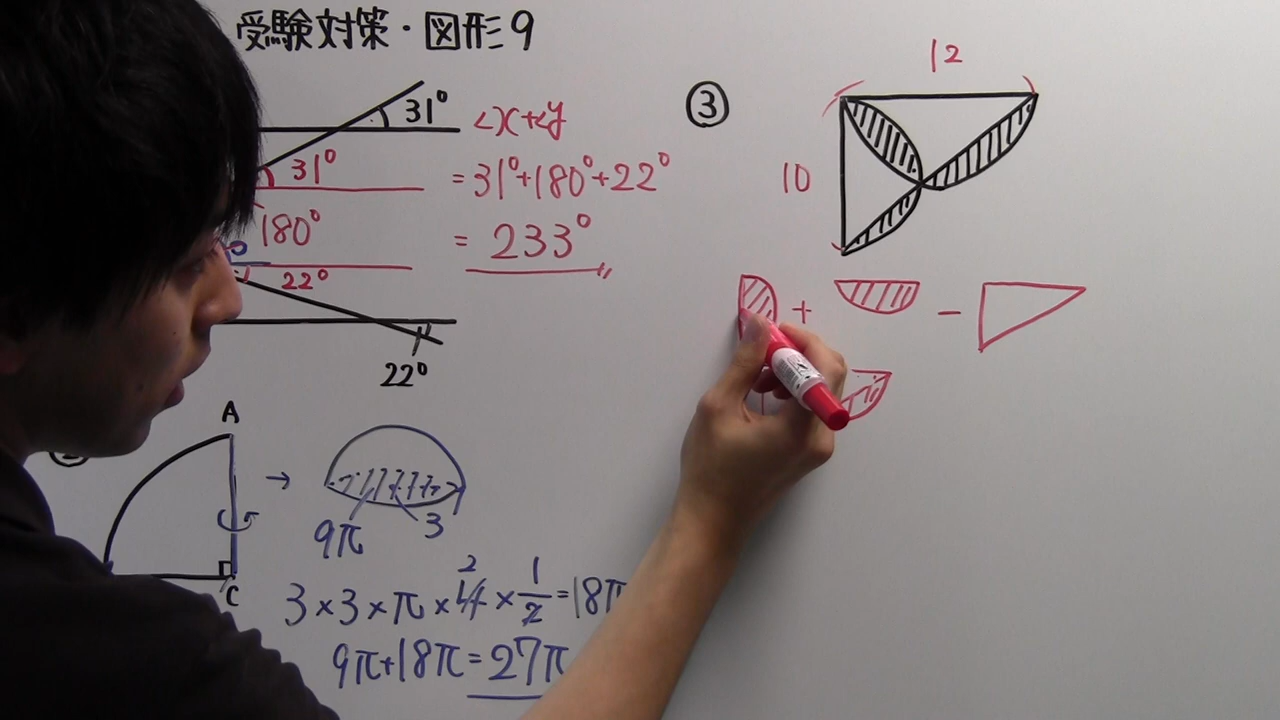 受験対策・図形9
31°
∠x+∠y
31°
=31°+180°+22°
180°
= 233°
22°
22°
A
C
→
9π
3
3×3×π×4×1/2=18π
2
9π+18π=27π
③
12
10
+
−